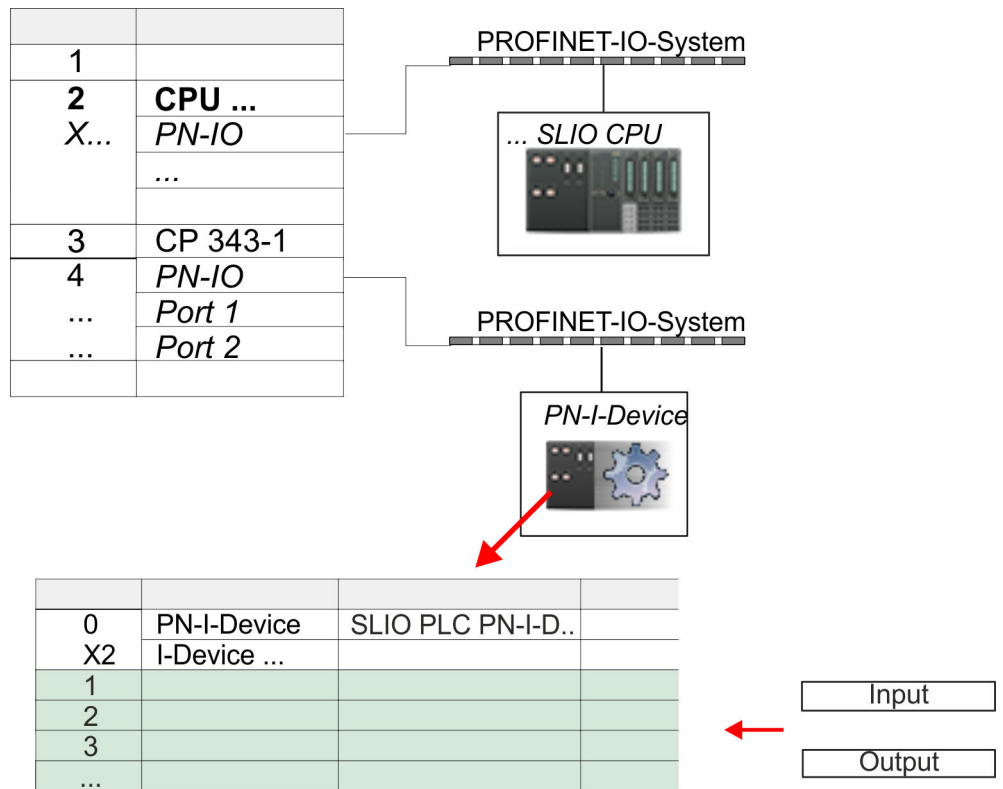 1
2 CPU ...
X... PN-IO
...
3 CP 343-1
4 PN-IO
... Port 1
... Port 2
PROFINET-IO-System
... SLIO CPU
PROFINET-IO-System
PN-I-Device
0 PN-I-Device SLIO PLC PN-I-D..
X2 I-Device ...
1
2
3
...
Input
Output